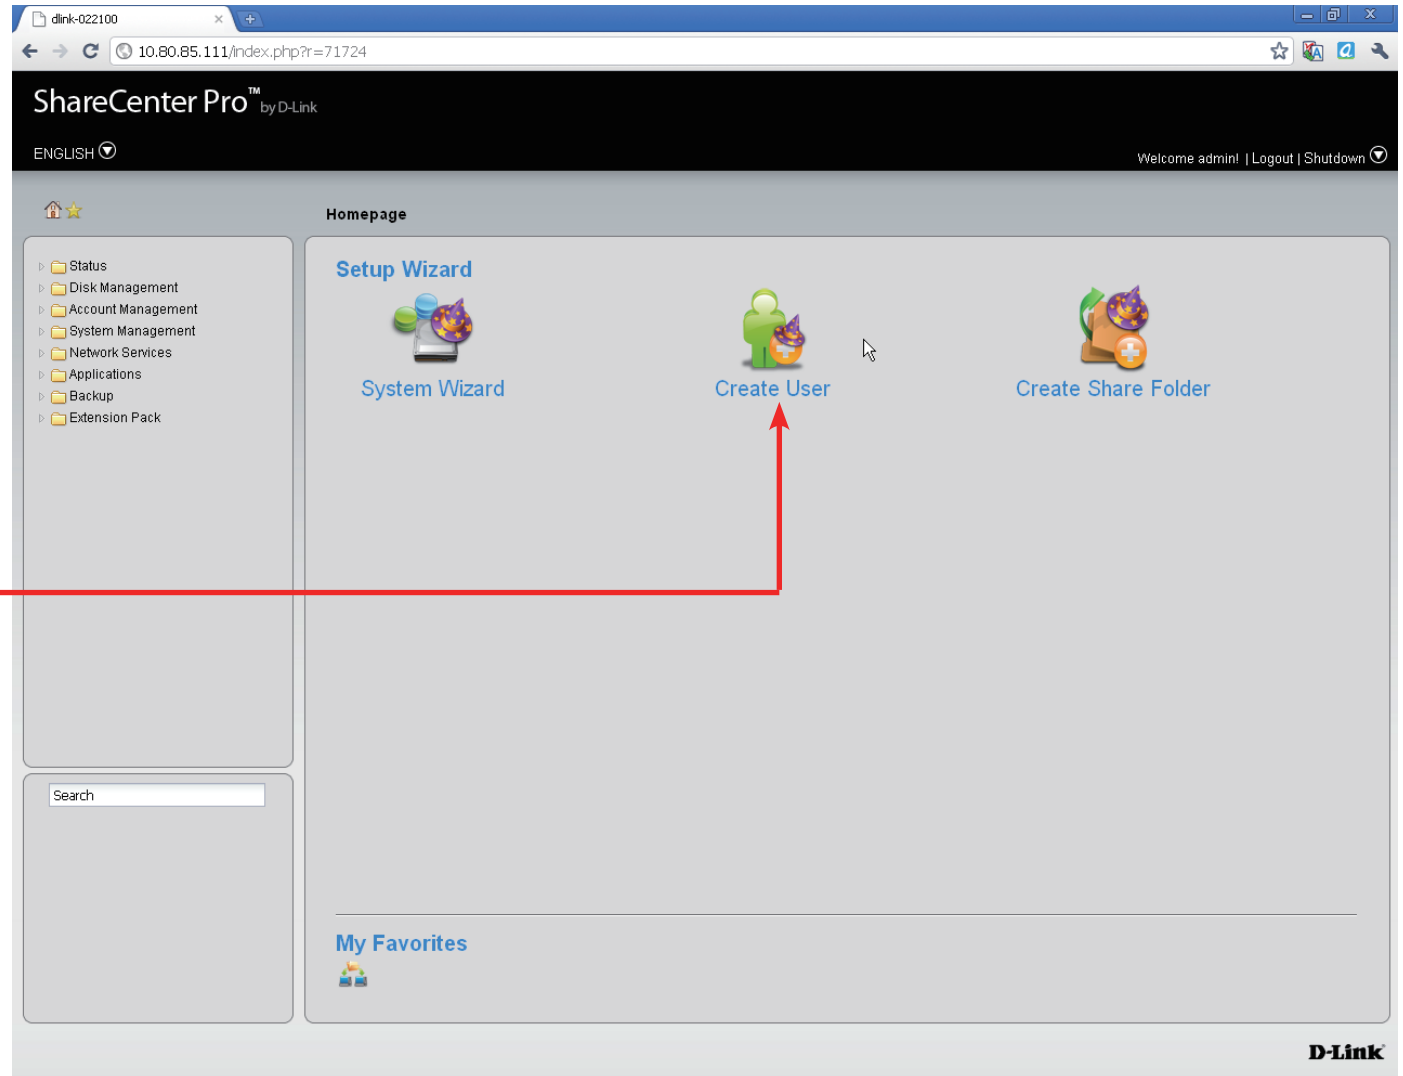 dlink-022100
10.80.85.111/index.php?r=71724
ShareCenter Pro™ by D-Link
ENGLISH
Welcome admin! | Logout | Shutdown
Homepage
Status
Disk Management
Account Management
System Management
Network Services
Applications
Backup
Extension Pack
Search
Setup Wizard
System Wizard
Create User
Create Share Folder
My Favorites
D-Link